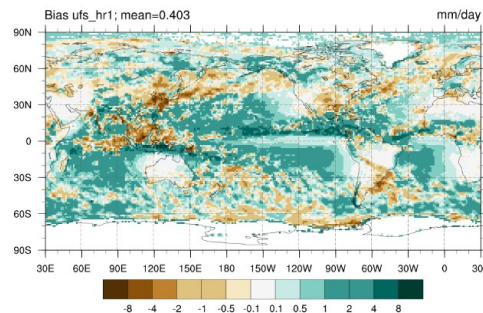 Bias ufs_hr1; mean=0.403 mm/day
90N
60N
30N
0
30S
60S
90S
30E 60E 90E 120E 150E 180 150W 120W 90W 60W 30W 0 30
-8 -4 -2 -1 -0.5 -0.1 0.1 0.5 1 2 4 8